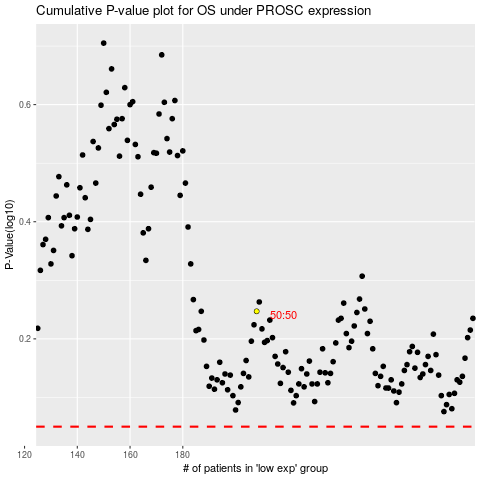 Cumulative P-value plot for OS under PROSC expression
P-Value(log10)
0.6
0.4
0.2
50:50
120 140 160 180
# of patients in 'low exp' group